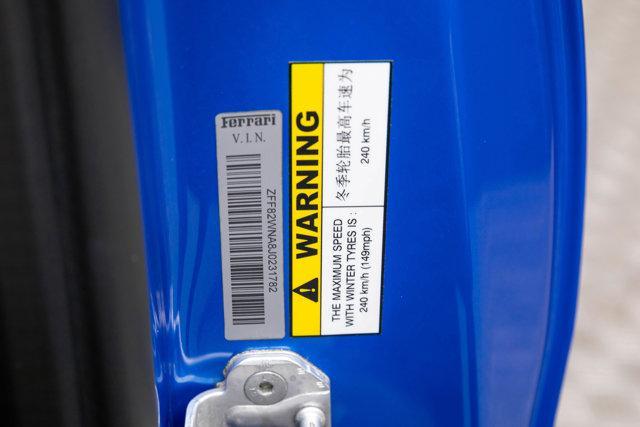 Ferrari
V.I.N.
ZFF82WNA8J0231782
WARNING
冬季轮胎最高车速为
240 km/h
THE MAXIMUM SPEED
WITH WINTER TYRES IS :
240 km/h (149mph)